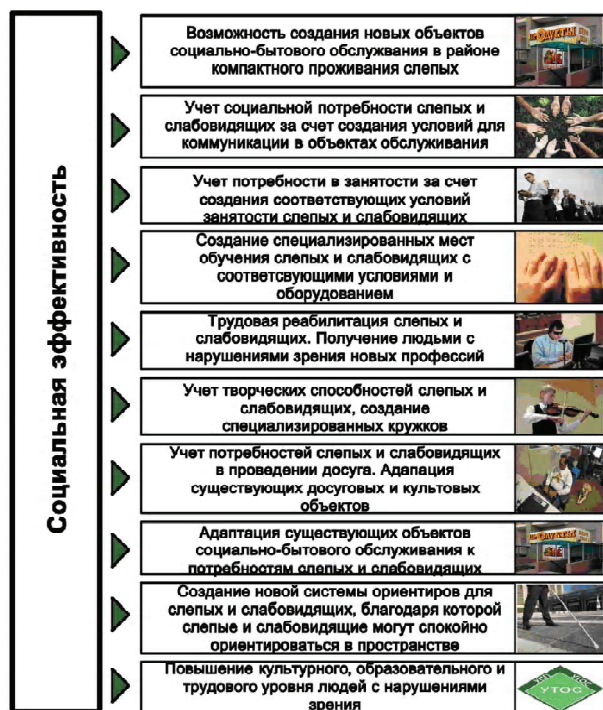 Социальная эффективность
Возможность создания новых объектов
социально-бытового обслужвания в районе
компактного проживания слепых
Учет социальной потребности слепых и
слабовидящих за счет создания условий для
коммуникации в объектах обслуживания
Учет потребности в занятости за счет
создания соответствующих условий
занятости слепых и слабовидящих
Создание специализированных мест
обучения слепых и слабовидящих с
соответсвующими условиями и
оборудованием
Трудовая реабилитация слепых и
слабовидящих. Получение людьми с
нарушениями зрения новых профессий
Учет творческих способностей слепых и
слабовидящих, создание
специализированных кружков
Учет потребностей слепых и слабовидящих
в проведении досуга. Адапация
существующих досуговых и культовых
объектов
Адаптация существующих объектов
социально-бытового обслуживания к
потребностям слепых и слабовидящих
Создание новой системы ориентиров для
слепых и слабовидящих, благодаря которой
слепые и слабовидящие могут спокойно
ориентироваться в пространстве
Повышение культурного, образовательного и
трудового уровня людей с нарушениями
зрения
УТОС